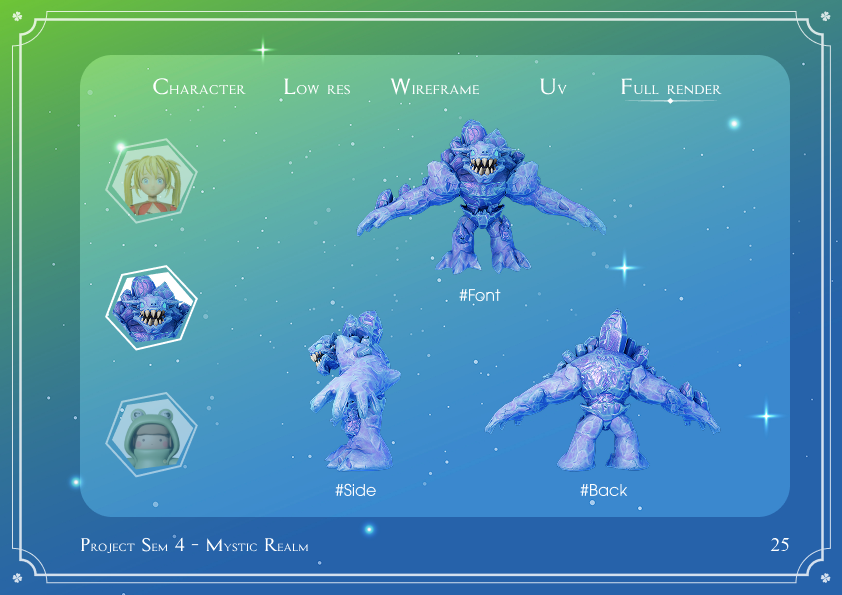 Character Low res Wireframe Uv Full render
#Font
#Side #Back
Project Sem 4 - Mystic Realm 25